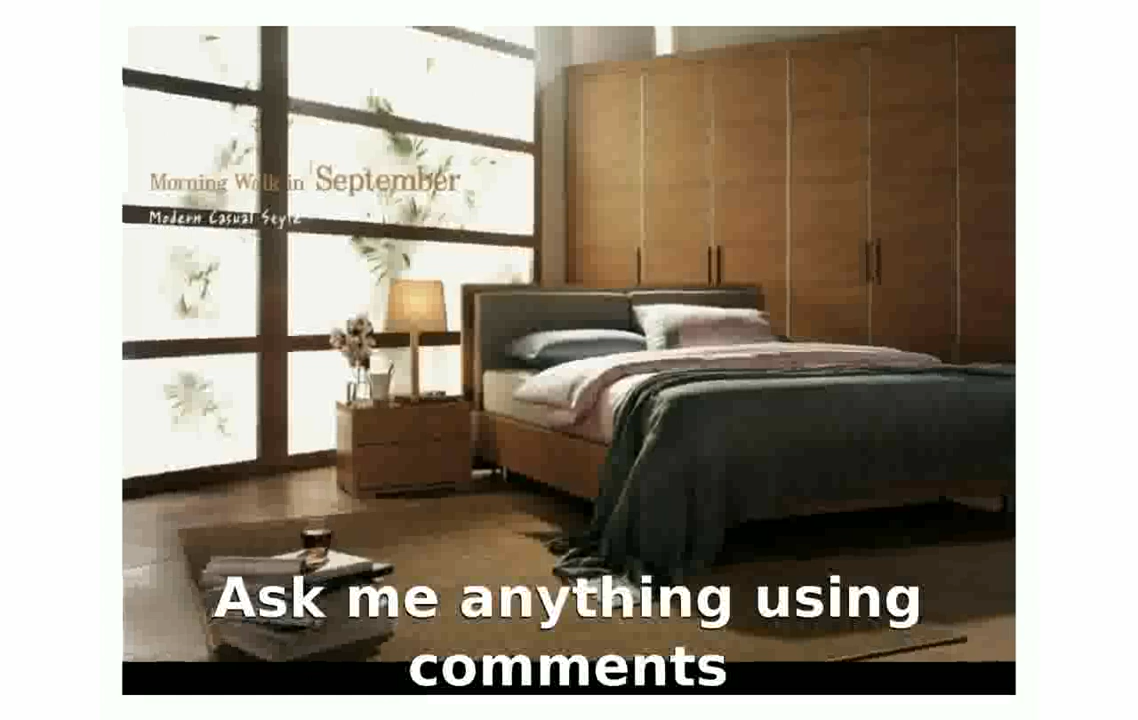 Morning Walk in September
Modern Casual Style
Ask me anything using
comments